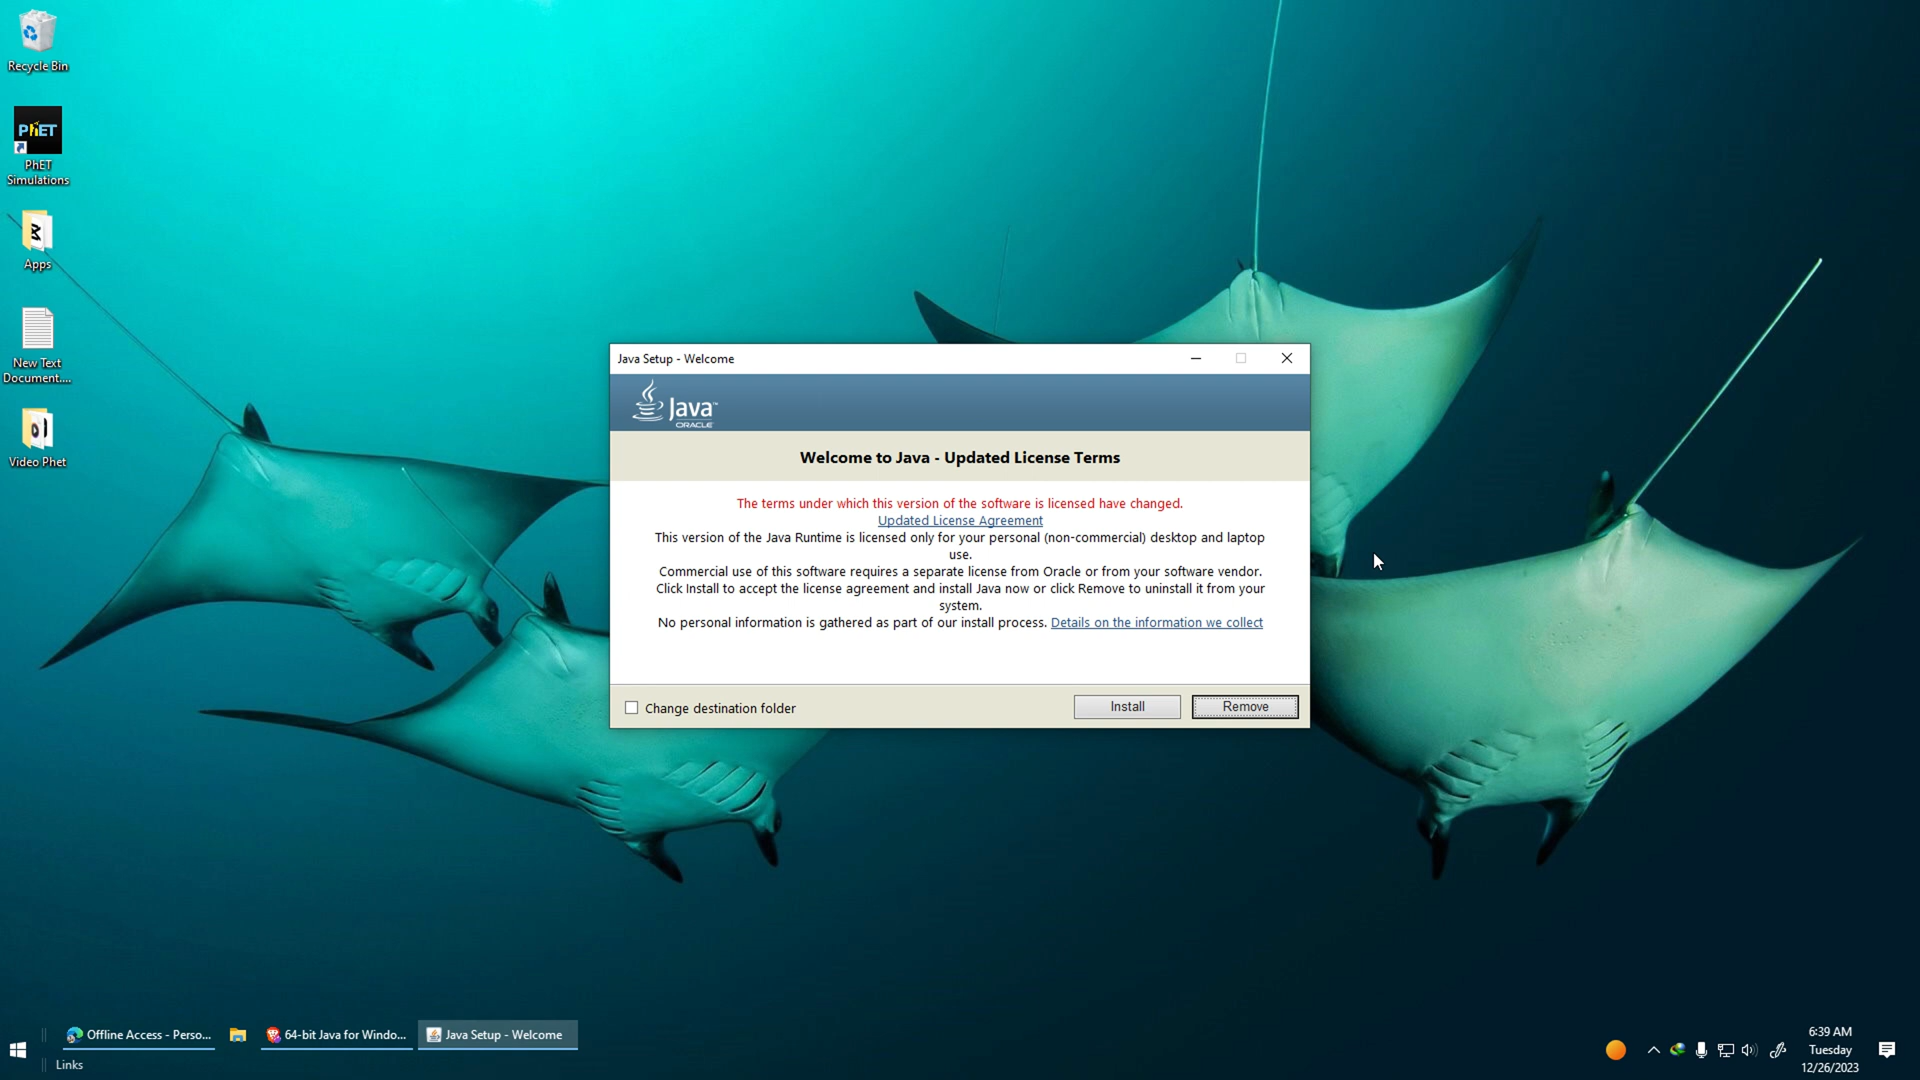 Recycle Bin
PhET
PhET
Simulations
Apps
New Text
Document....
Video Phet
Java Setup - Welcome
Java™
ORACLE
Welcome to Java - Updated License Terms
The terms under which this version of the software is licensed have changed.
Updated License Agreement
This version of the Java Runtime is licensed only for your personal (non-commercial) desktop and laptop
use.
Commercial use of this software requires a separate license from Oracle or from your software vendor.
Click Install to accept the license agreement and install Java now or click Remove to uninstall it from your
system.
No personal information is gathered as part of our install process. Details on the information we collect
Change destination folder
Install
Remove
Offline Access - Perso...
64-bit Java for Windo...
Java Setup - Welcome
Links
6:39 AM
Tuesday
12/26/2023